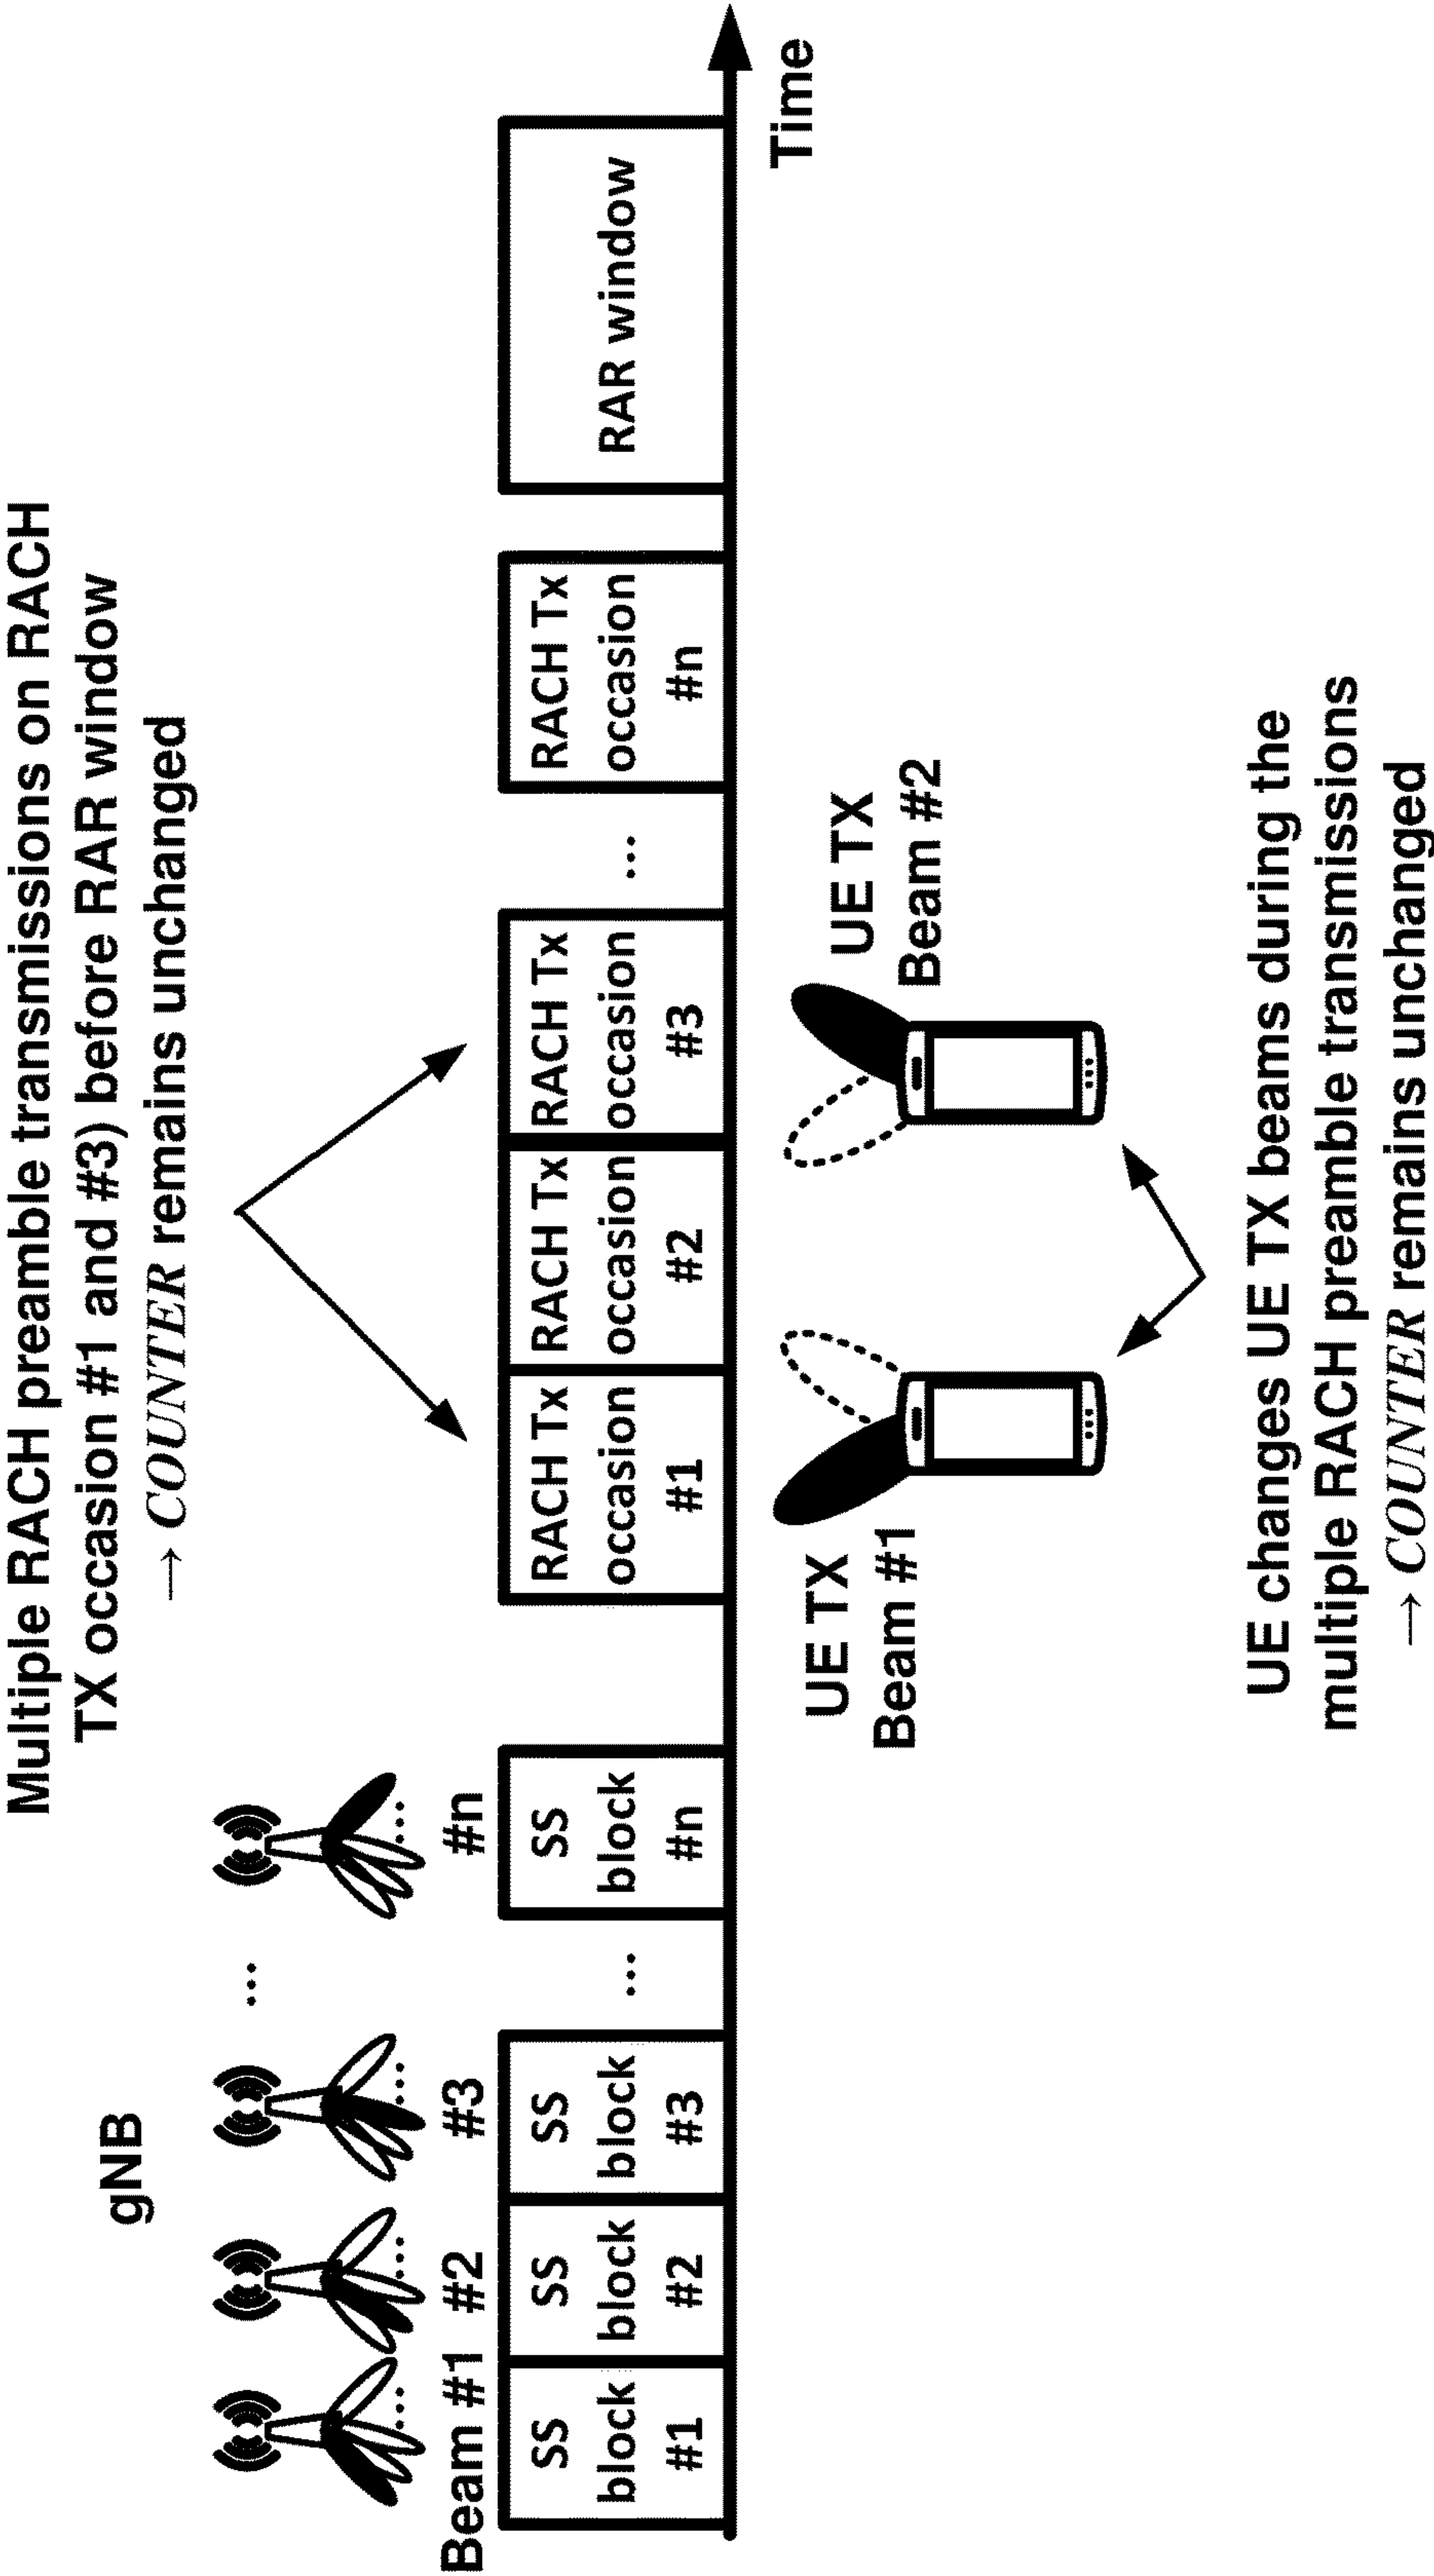 Multiple RACH preamble transmissions on RACH
TX occasion #1 and #3) before RAR window
→ COUNTER remains unchanged
gNB
...
Beam #1 #2 #3 #n
... ... ... ...
SS
block
#1
SS
block
#2
SS
block
#3
...
SS
block
#n
RACH Tx
occasion
#1
RACH Tx
occasion
#2
RACH Tx
occasion
#3
...
RACH Tx
occasion
#n
RAR window
Time
UE TX
Beam #1
UE TX
Beam #2
UE changes UE TX beams during the
multiple RACH preamble transmissions
→ COUNTER remains unchanged